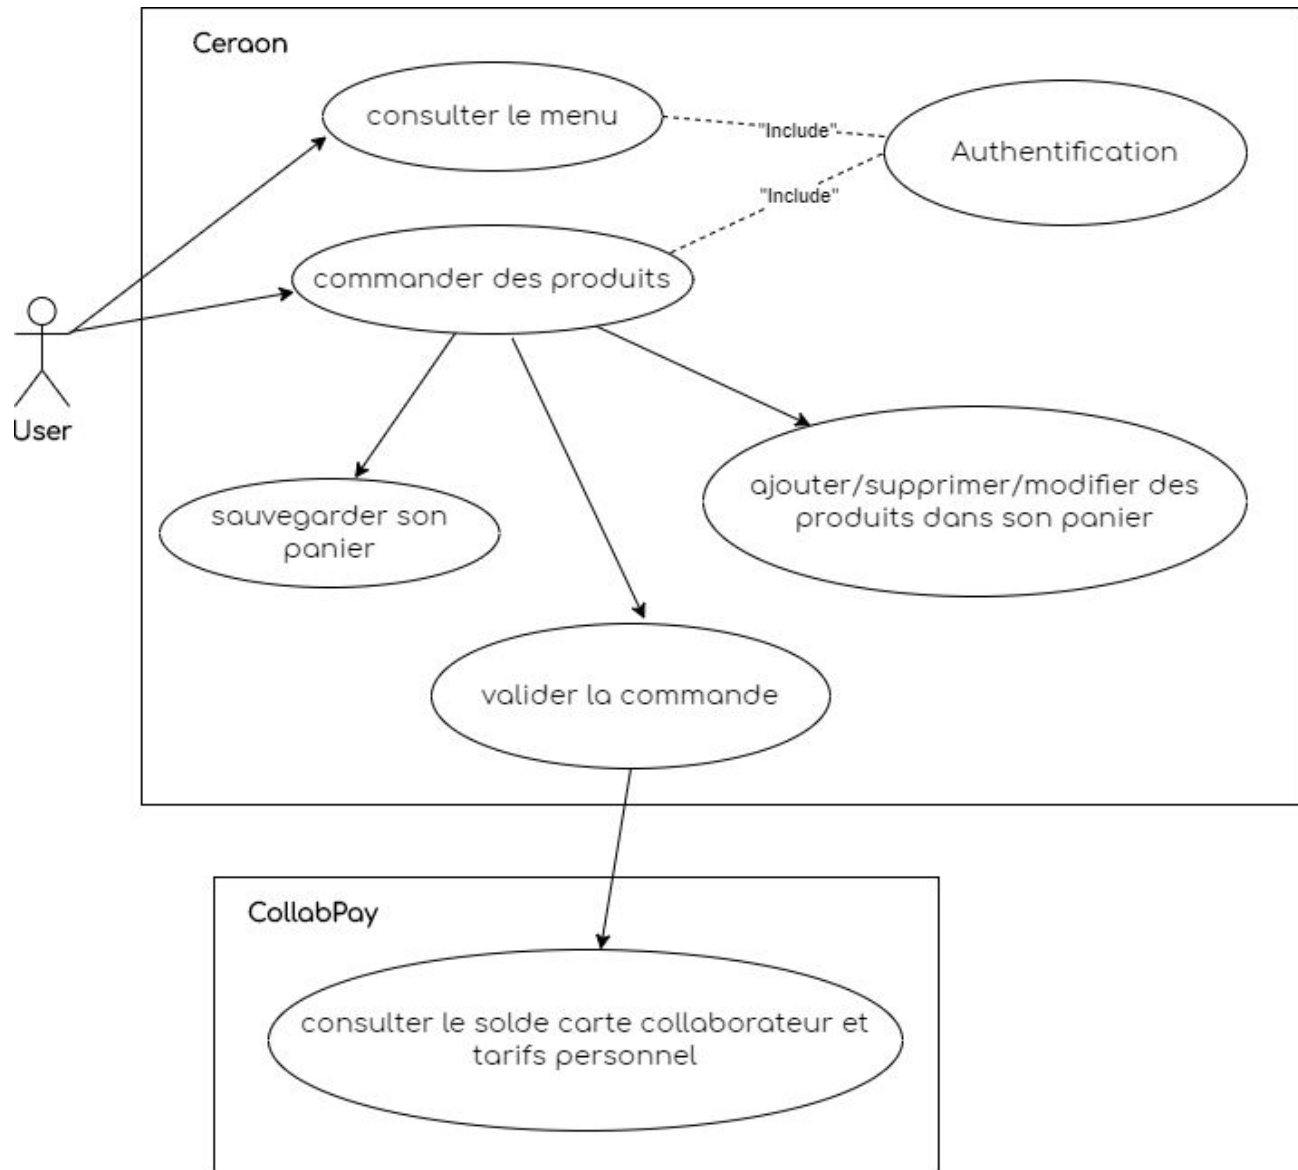 Ceraon
consulter le menu
"Include"
Authentification
"Include"
commander des produits
User
sauvegarder son
panier
ajouter/supprimer/modifier des
produits dans son panier
valider la commande
CollabPay
consulter le solde carte collaborateur et
tarifs personnel